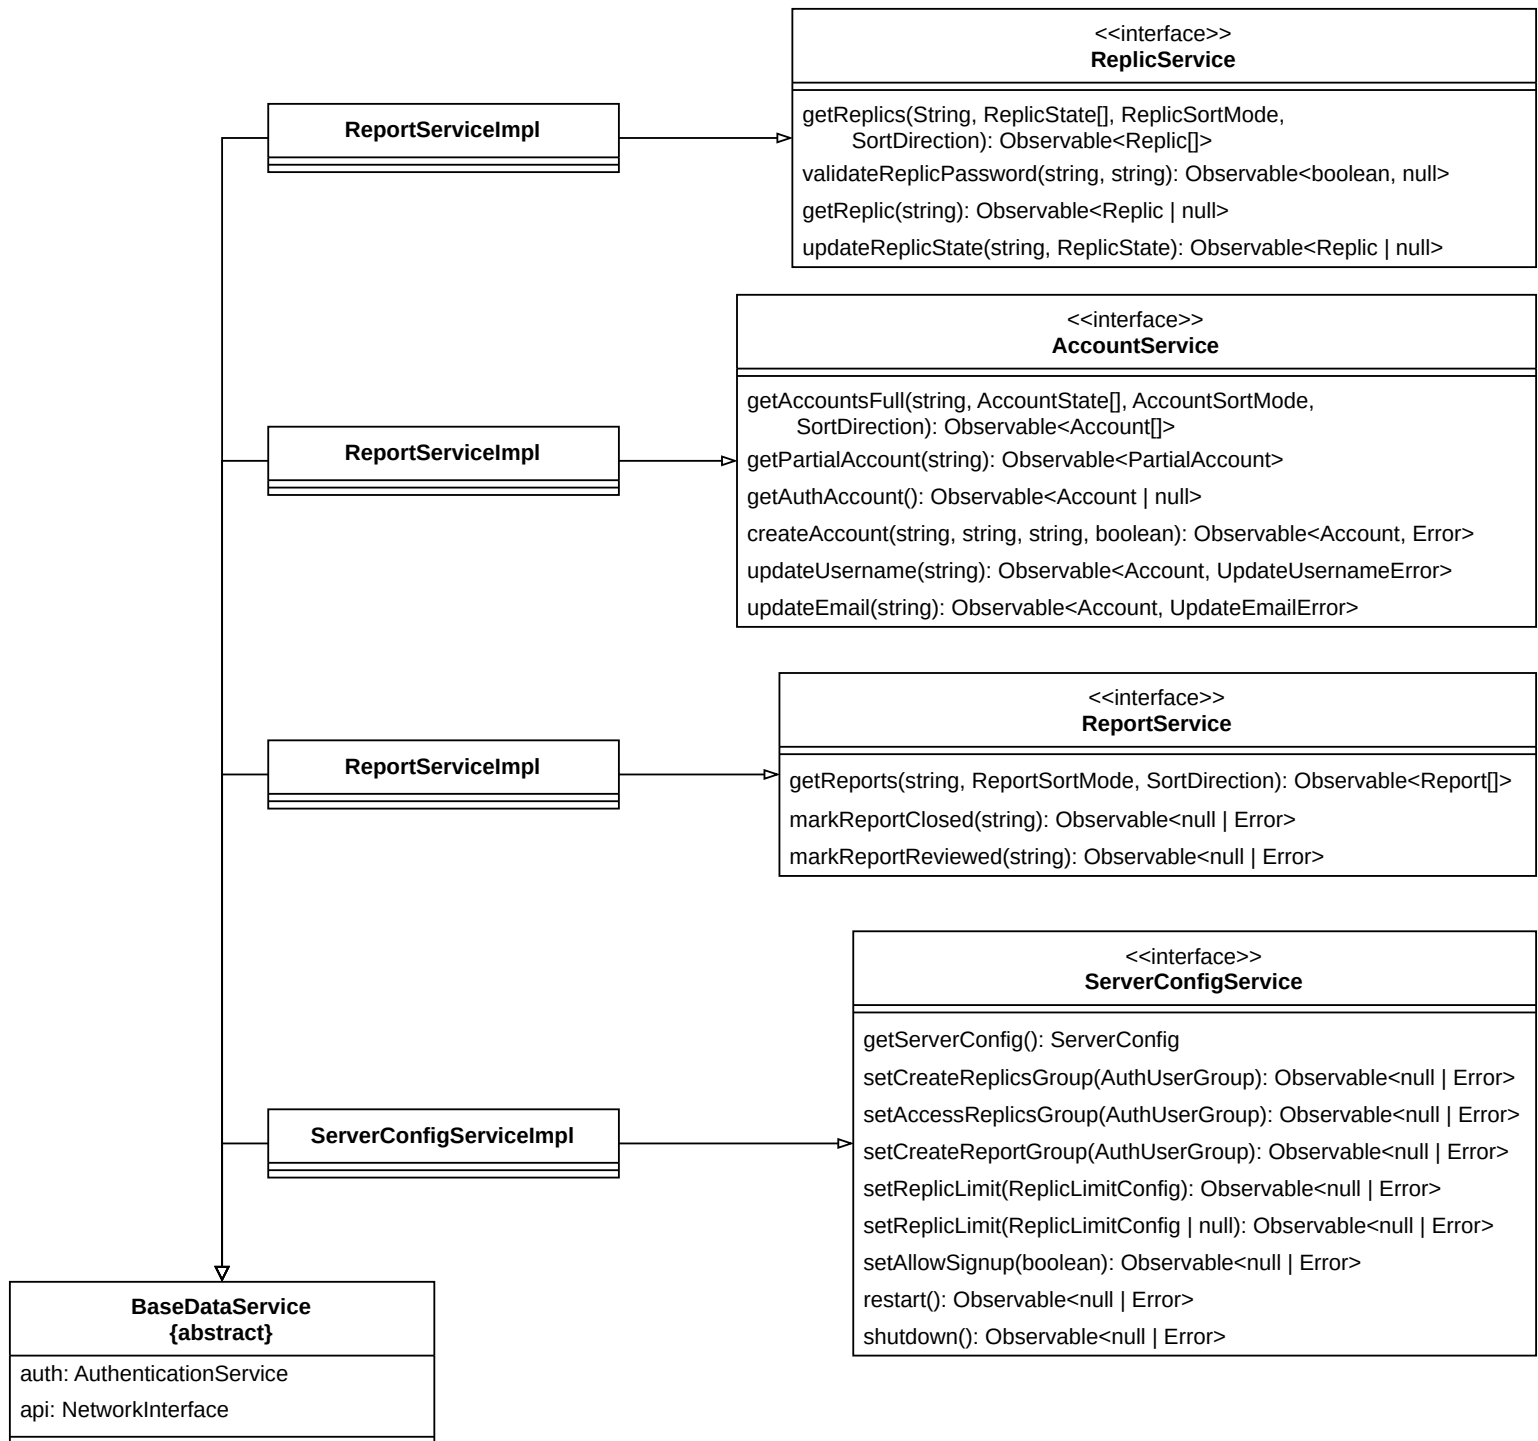 <<interface>>
ReplicService
getReplics(String, ReplicState[], ReplicSortMode,
SortDirection): Observable<Replic[]>
validateReplicPassword(string, string): Observable<boolean, null>
getReplic(string): Observable<Replic | null>
updateReplicState(string, ReplicState): Observable<Replic | null>
ReportServiceImpl
<<interface>>
AccountService
getAccountsFull(string, AccountState[], AccountSortMode,
SortDirection): Observable<Account[]>
getPartialAccount(string): Observable<PartialAccount>
getAuthAccount(): Observable<Account | null>
createAccount(string, string, string, boolean): Observable<Account, Error>
updateUsername(string): Observable<Account, UpdateUsernameError>
updateEmail(string): Observable<Account, UpdateEmailError>
ReportServiceImpl
<<interface>>
ReportService
getReports(string, ReportSortMode, SortDirection): Observable<Report[]>
markReportClosed(string): Observable<null | Error>
markReportReviewed(string): Observable<null | Error>
ReportServiceImpl
<<interface>>
ServerConfigService
getServerConfig(): ServerConfig
setCreateReplicsGroup(AuthUserGroup): Observable<null | Error>
setAccessReplicsGroup(AuthUserGroup): Observable<null | Error>
setCreateReportGroup(AuthUserGroup): Observable<null | Error>
setReplicLimit(ReplicLimitConfig): Observable<null | Error>
setReplicLimit(ReplicLimitConfig | null): Observable<null | Error>
setAllowSignup(boolean): Observable<null | Error>
restart(): Observable<null | Error>
shutdown(): Observable<null | Error>
ServerConfigServiceImpl
BaseDataService
{abstract}
auth: AuthenticationService
api: NetworkInterface